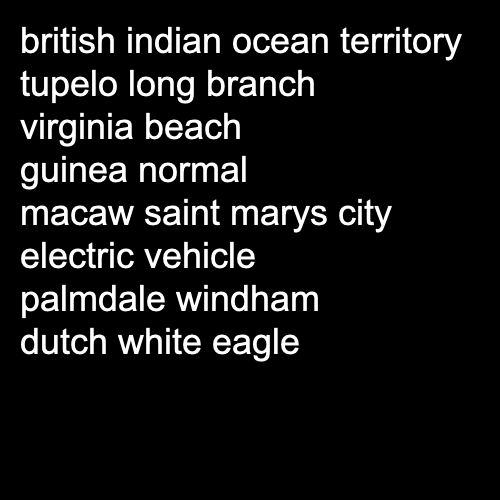 british indian ocean territory
tupelo long branch
virginia beach
guinea normal
macaw saint marys city
electric vehicle
palmdale windham
dutch white eagle